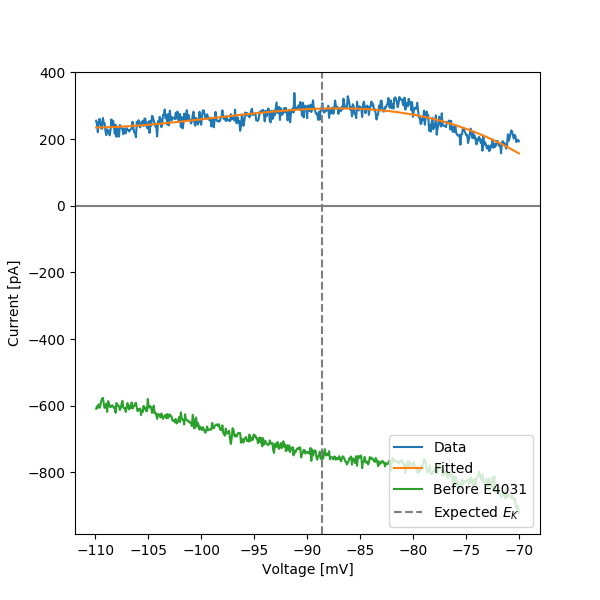 400
200
0
−200
−400
−600
−800
Current [pA]
Data
Fitted
Before E4031
Expected $E_K$
−110 −105 −100 −95 −90 −85 −80 −75 −70
Voltage [mV]